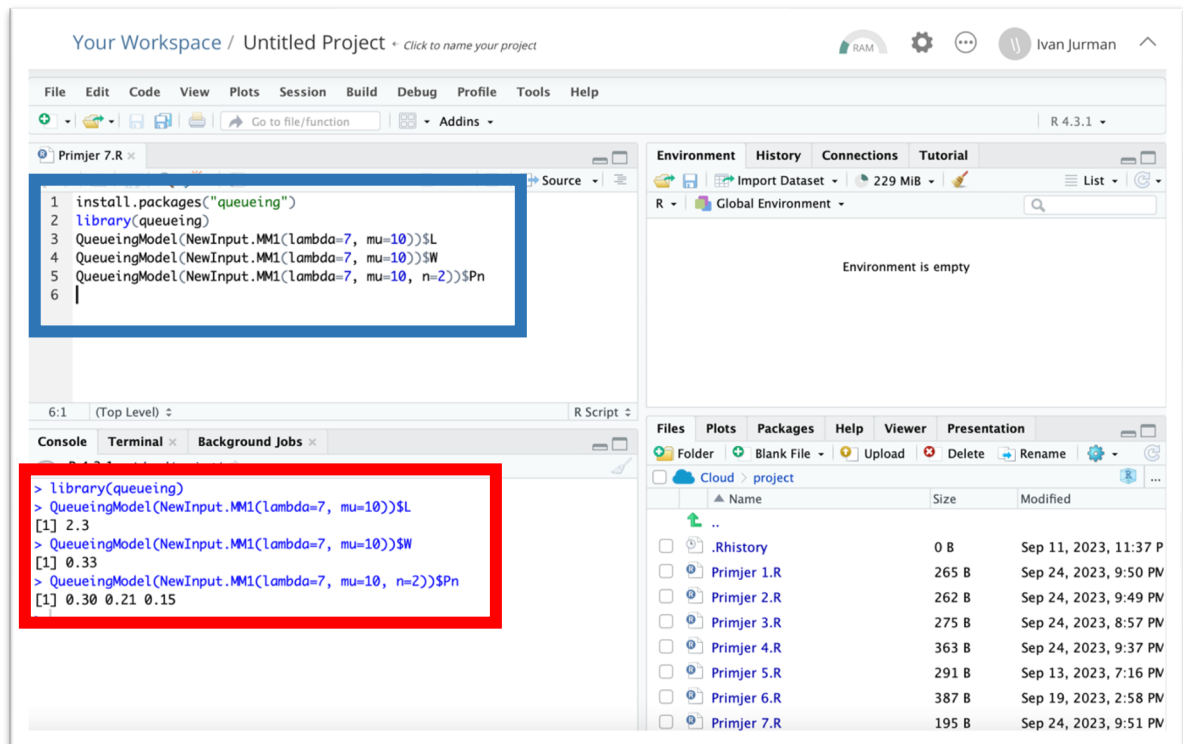 Your Workspace / Untitled Project ← Click to name your project
RAM
IJ Ivan Jurman
File Edit Code View Plots Session Build Debug Profile Tools Help
Go to file/function Addins R 4.3.1
Primjer 7.R
Source
1 install.packages("queueing")
2 library(queueing)
3 QueueingModel(NewInput.MM1(lambda=7, mu=10))$L
4 QueueingModel(NewInput.MM1(lambda=7, mu=10))$W
5 QueueingModel(NewInput.MM1(lambda=7, mu=10, n=2))$Pn
6
6:1 (Top Level) R Script
Console Terminal Background Jobs
> library(queueing)
> QueueingModel(NewInput.MM1(lambda=7, mu=10))$L
[1] 2.3
> QueueingModel(NewInput.MM1(lambda=7, mu=10))$W
[1] 0.33
> QueueingModel(NewInput.MM1(lambda=7, mu=10, n=2))$Pn
[1] 0.30 0.21 0.15
Environment History Connections Tutorial
Import Dataset 229 MiB List
R Global Environment
Environment is empty
Files Plots Packages Help Viewer Presentation
Folder Blank File Upload Delete Rename
Cloud > project ...
Name Size Modified
..
.Rhistory 0 B Sep 11, 2023, 11:37 P
Primjer 1.R 265 B Sep 24, 2023, 9:50 PM
Primjer 2.R 262 B Sep 24, 2023, 9:49 PM
Primjer 3.R 275 B Sep 24, 2023, 8:57 PM
Primjer 4.R 363 B Sep 24, 2023, 9:37 PM
Primjer 5.R 291 B Sep 13, 2023, 7:16 PM
Primjer 6.R 387 B Sep 19, 2023, 2:58 PM
Primjer 7.R 195 B Sep 24, 2023, 9:51 PM